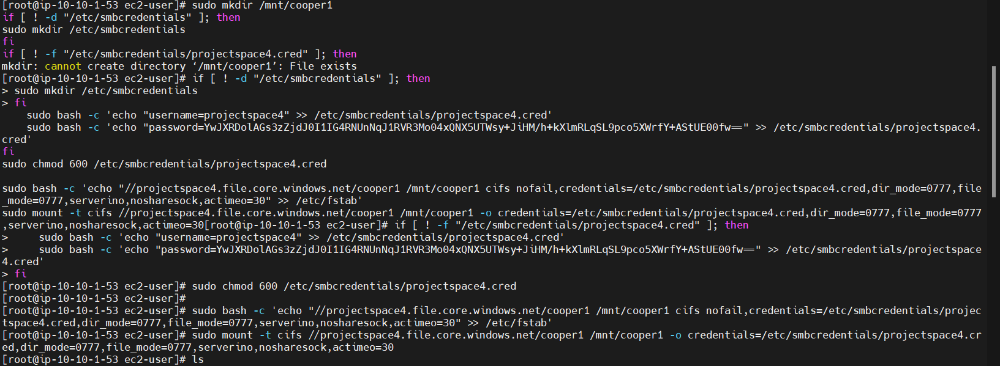 [root@ip-10-10-1-53 ec2-user]# sudo mkdir /mnt/cooper1
if [ ! -d "/etc/smbcredentials" ]; then
sudo mkdir /etc/smbcredentials
fi
if [ ! -f "/etc/smbcredentials/projectspace4.cred" ]; then
mkdir: cannot create directory ‘/mnt/cooper1’: File exists
[root@ip-10-10-1-53 ec2-user]# if [ ! -d "/etc/smbcredentials" ]; then
> sudo mkdir /etc/smbcredentials
> fi
    sudo bash -c 'echo "username=projectspace4" >> /etc/smbcredentials/projectspace4.cred'
    sudo bash -c 'echo "password=YwJXRDolAGs3zZjdJ0I1IG4RNUnNqJ1RVR3Mo04xQNX5UTWsy+JiHM/h+kXlmRLqSL9pco5XWrfY+AStUE00fw==" >> /etc/smbcredentials/projectspace4.
cred'
fi
sudo chmod 600 /etc/smbcredentials/projectspace4.cred

sudo bash -c 'echo "//projectspace4.file.core.windows.net/cooper1 /mnt/cooper1 cifs nofail,credentials=/etc/smbcredentials/projectspace4.cred,dir_mode=0777,file
_mode=0777,serverino,nosharesock,actimeo=30" >> /etc/fstab'
sudo mount -t cifs //projectspace4.file.core.windows.net/cooper1 /mnt/cooper1 -o credentials=/etc/smbcredentials/projectspace4.cred,dir_mode=0777,file_mode=0777
,serverino,nosharesock,actimeo=30[root@ip-10-10-1-53 ec2-user]# if [ ! -f "/etc/smbcredentials/projectspace4.cred" ]; then
>     sudo bash -c 'echo "username=projectspace4" >> /etc/smbcredentials/projectspace4.cred'
>     sudo bash -c 'echo "password=YwJXRDolAGs3zZjdJ0I1IG4RNUnNqJ1RVR3Mo04xQNX5UTWsy+JiHM/h+kXlmRLqSL9pco5XWrfY+AStUE00fw==" >> /etc/smbcredentials/projectspace
4.cred'
> fi
[root@ip-10-10-1-53 ec2-user]# sudo chmod 600 /etc/smbcredentials/projectspace4.cred
[root@ip-10-10-1-53 ec2-user]#
[root@ip-10-10-1-53 ec2-user]# sudo bash -c 'echo "//projectspace4.file.core.windows.net/cooper1 /mnt/cooper1 cifs nofail,credentials=/etc/smbcredentials/projec
tspace4.cred,dir_mode=0777,file_mode=0777,serverino,nosharesock,actimeo=30" >> /etc/fstab'
[root@ip-10-10-1-53 ec2-user]# sudo mount -t cifs //projectspace4.file.core.windows.net/cooper1 /mnt/cooper1 -o credentials=/etc/smbcredentials/projectspace4.cr
ed,dir_mode=0777,file_mode=0777,serverino,nosharesock,actimeo=30
[root@ip-10-10-1-53 ec2-user]# ls